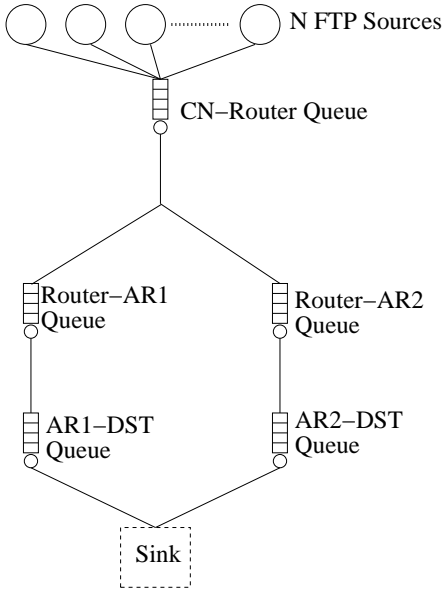 N FTP Sources
CN−Router Queue
Router−AR1
Queue
Router−AR2
Queue
AR1−DST
Queue
AR2−DST
Queue
Sink